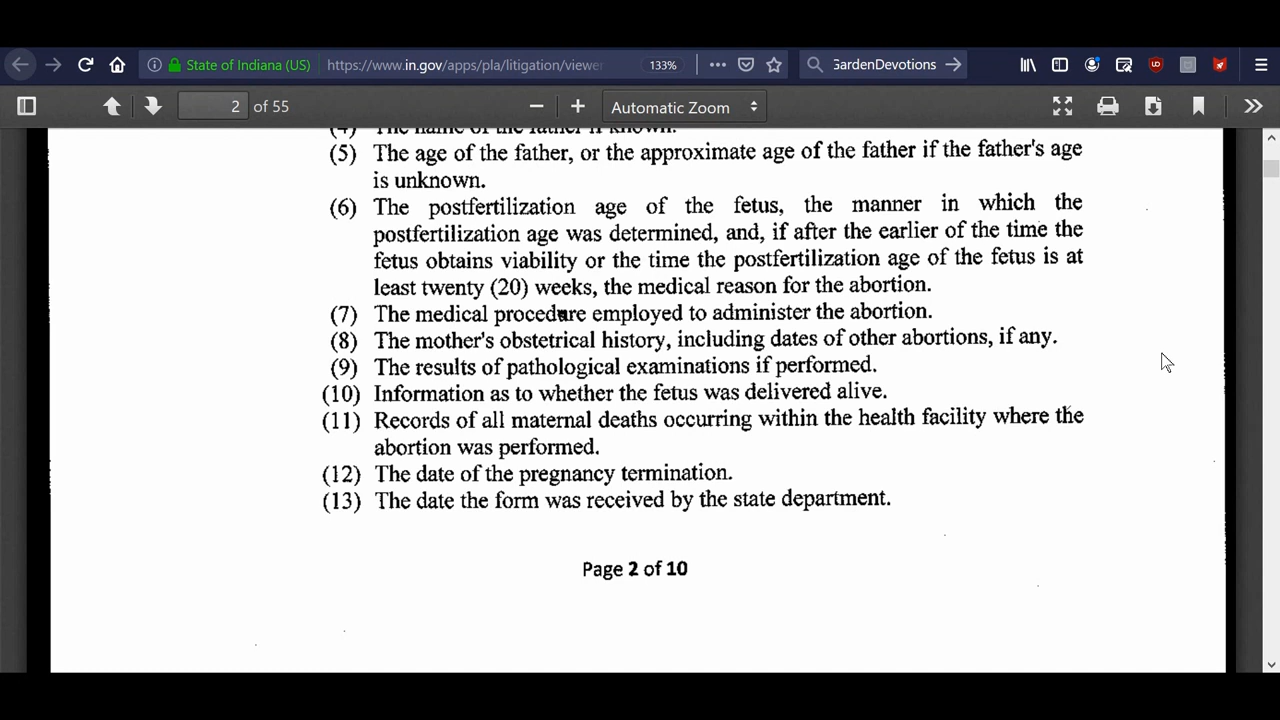 State of Indiana (US)
https://www.in.gov/apps/pla/litigation/viewer
133%
GardenDevotions
2 of 55
Automatic Zoom
(4) The name of the father if known.
(5) The age of the father, or the approximate age of the father if the father's age
is unknown.
(6) The postfertilization age of the fetus, the manner in which the
postfertilization age was determined, and, if after the earlier of the time the
fetus obtains viability or the time the postfertilization age of the fetus is at
least twenty (20) weeks, the medical reason for the abortion.
(7) The medical procedure employed to administer the abortion.
(8) The mother's obstetrical history, including dates of other abortions, if any.
(9) The results of pathological examinations if performed.
(10) Information as to whether the fetus was delivered alive.
(11) Records of all maternal deaths occurring within the health facility where the
abortion was performed.
(12) The date of the pregnancy termination.
(13) The date the form was received by the state department.
Page 2 of 10